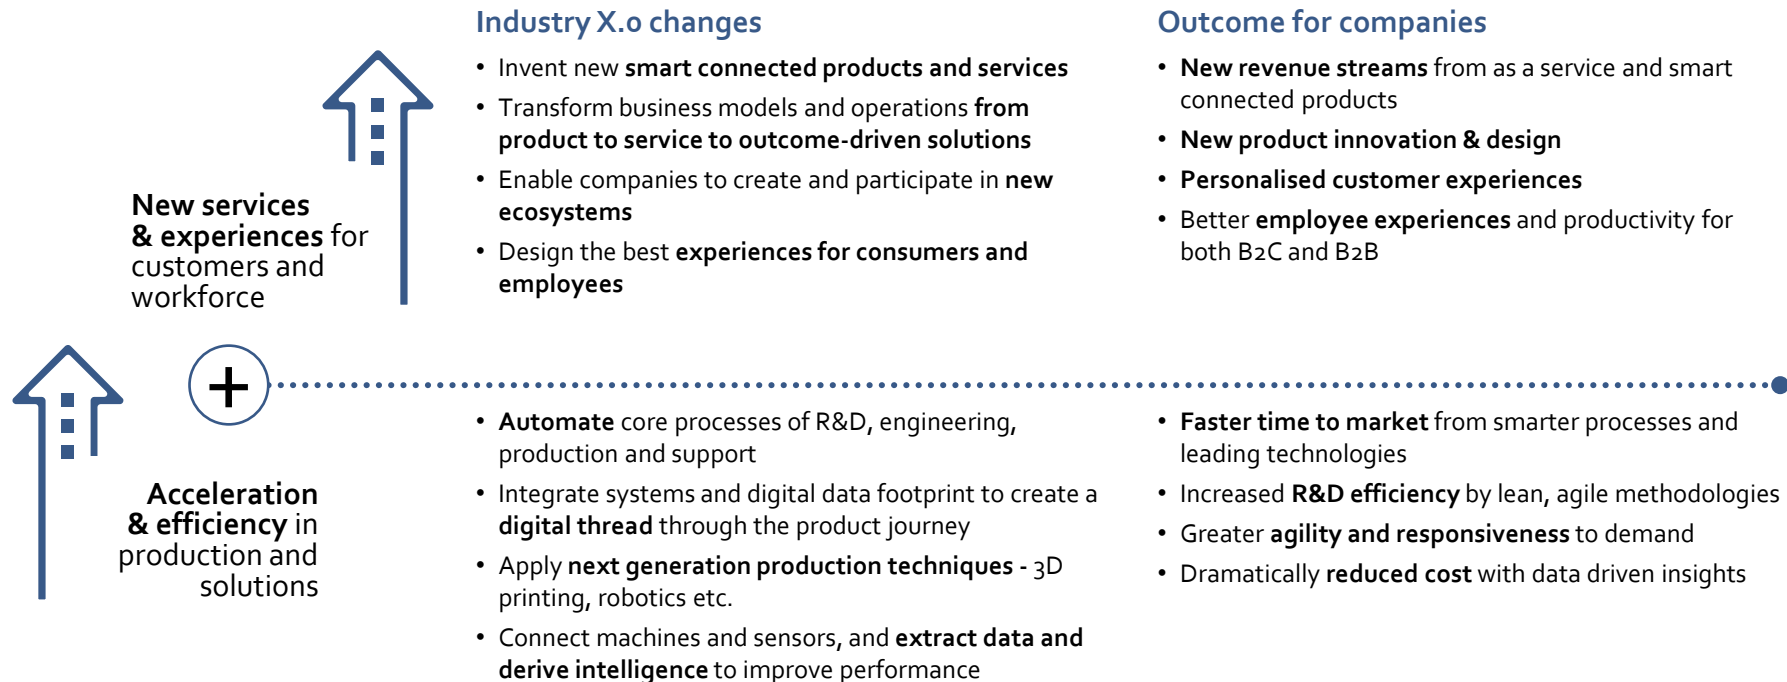 Industry X.0 changes
• Invent new smart connected products and services
• Transform business models and operations from
product to service to outcome-driven solutions
• Enable companies to create and participate in new
ecosystems
• Design the best experiences for consumers and
employees
Outcome for companies
• New revenue streams from as a service and smart
connected products
• New product innovation & design
• Personalised customer experiences
• Better employee experiences and productivity for
both B2C and B2B
New services
& experiences for
customers and
workforce
+
Acceleration
& efficiency in
production and
solutions
• Automate core processes of R&D, engineering,
production and support
• Integrate systems and digital data footprint to create a
digital thread through the product journey
• Apply next generation production techniques - 3D
printing, robotics etc.
• Connect machines and sensors, and extract data and
derive intelligence to improve performance
• Faster time to market from smarter processes and
leading technologies
• Increased R&D efficiency by lean, agile methodologies
• Greater agility and responsiveness to demand
• Dramatically reduced cost with data driven insights